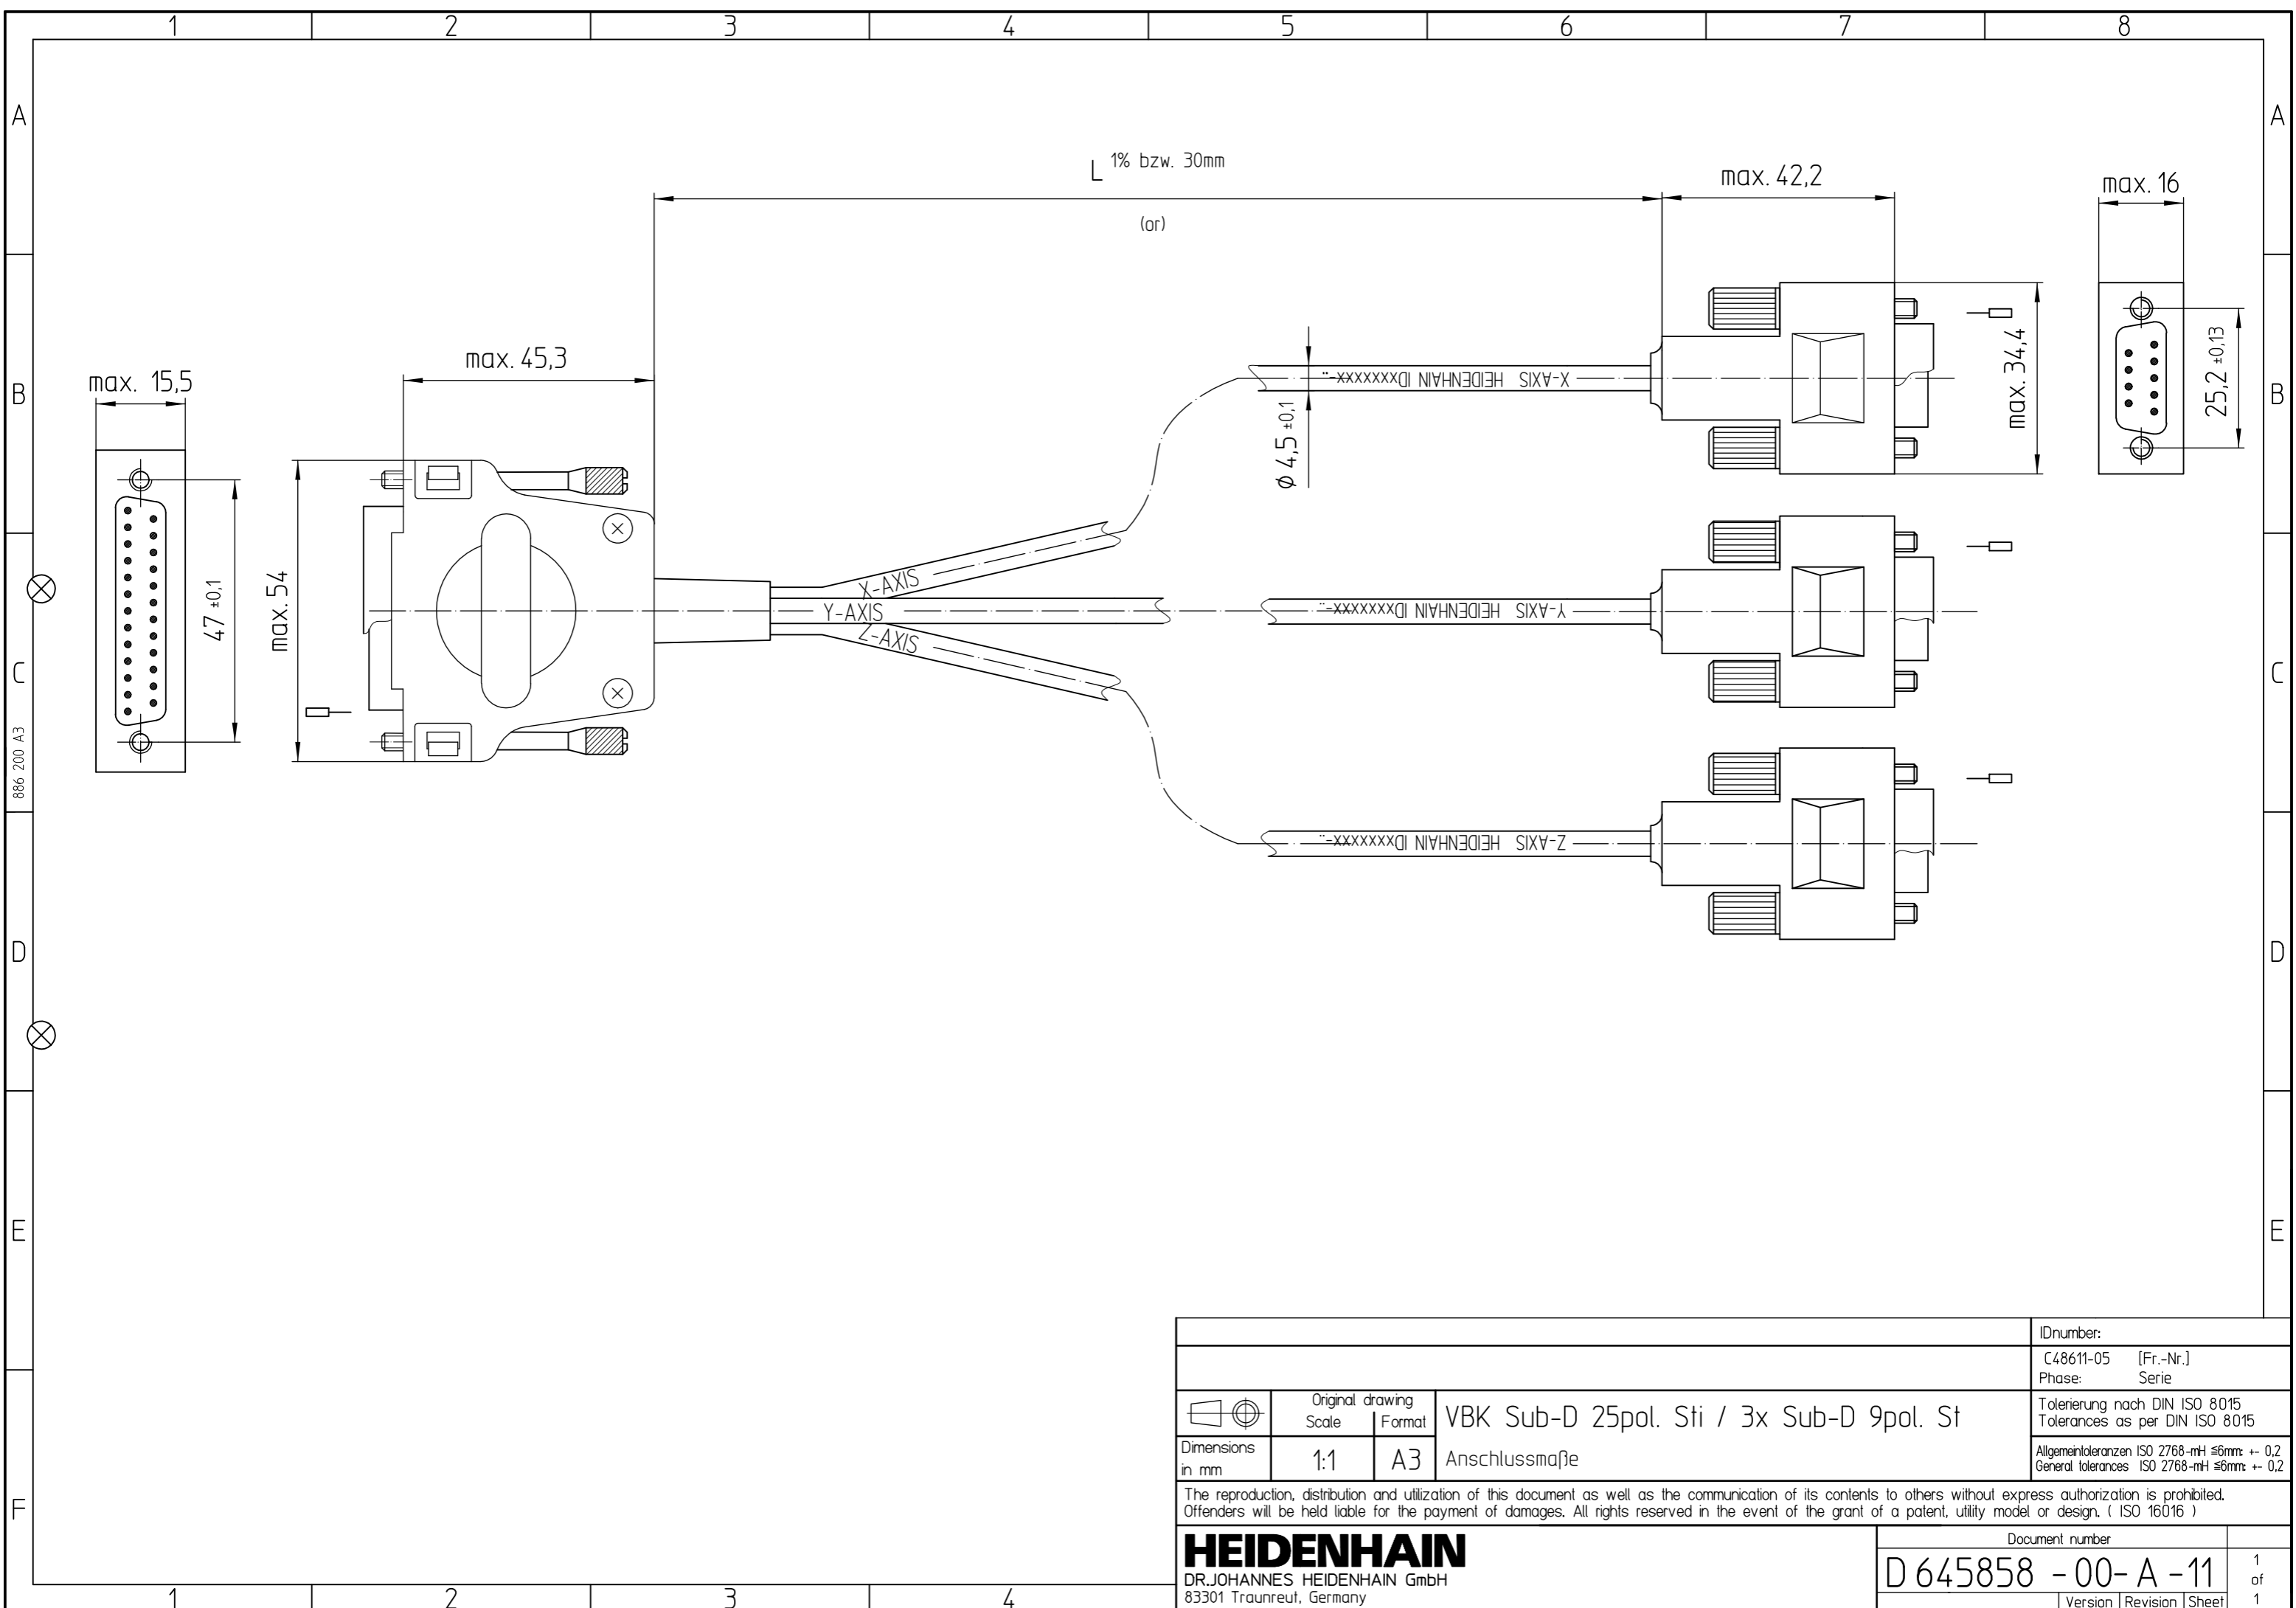 1 2 3 4 5 6 7 8
A A
L 1% bzw. 30mm
(or)
max. 42,2
max. 16
B B
max. 15,5
max. 45,3
47 ±0,1
max. 54
X-AXIS
Y-AXIS
Z-AXIS
φ 4,5 ±0,1
X-AXIS HEIDENHAIN IDxxxxxxx-..
Y-AXIS HEIDENHAIN IDxxxxxxx-..
Z-AXIS HEIDENHAIN IDxxxxxxx-..
max. 34,4
25,2 ±0,13
C C
886 200 A3
D D
E E
F
IDnumber:
C48611-05 [Fr.-Nr.]
Phase: Serie
Original drawing
Scale Format
Dimensions
in mm
1:1 A3
VBK Sub-D 25pol. Sti / 3x Sub-D 9pol. St
Anschlussmaße
Tolerierung nach DIN ISO 8015
Tolerances as per DIN ISO 8015
Allgemeintoleranzen ISO 2768-mH ≤6mm: +- 0,2
General tolerances ISO 2768-mH ≤6mm: +- 0,2
The reproduction, distribution and utilization of this document as well as the communication of its contents to others without express authorization is prohibited.
Offenders will be held liable for the payment of damages. All rights reserved in the event of the grant of a patent, utility model or design. ( ISO 16016 )
HEIDENHAIN
DR.JOHANNES HEIDENHAIN GmbH
83301 Traunreut, Germany
Document number
D 645858 - 00- A - 11
Version Revision Sheet
1
of
1
1 2 3 4